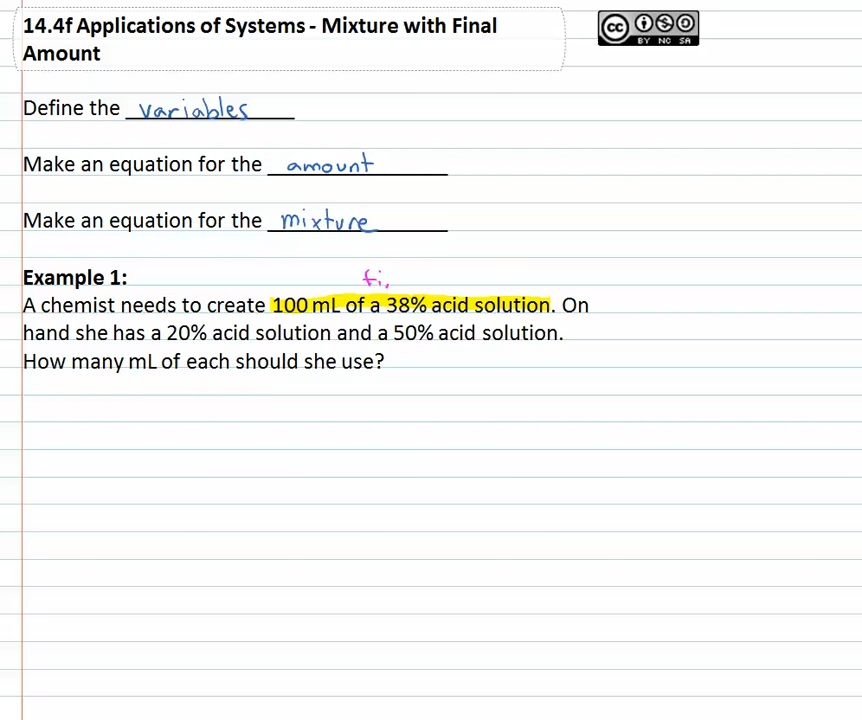 14.4f Applications of Systems - Mixture with Final
Amount
cc
BY NC SA
Define the variables
Make an equation for the amount
Make an equation for the mixture
fi
Example 1:
A chemist needs to create 100 mL of a 38% acid solution. On
hand she has a 20% acid solution and a 50% acid solution.
How many mL of each should she use?